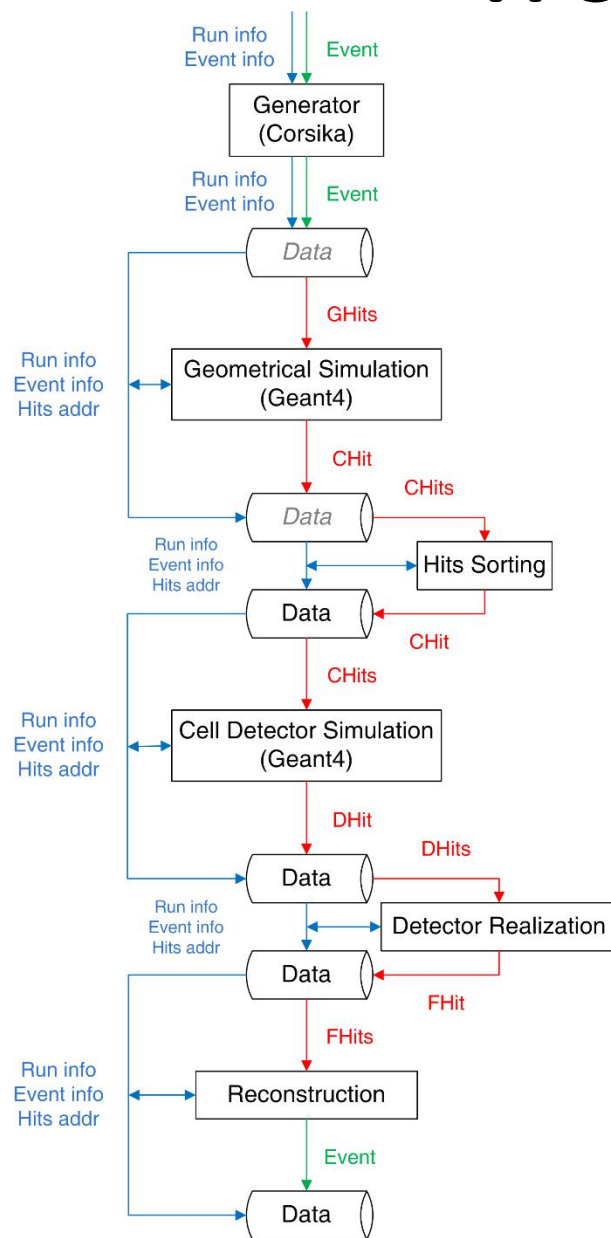 Run info
Event info
Event
Generator
(Corsika)
Run info
Event info
Event
Data
GHits
Run info
Event info
Hits addr
Geometrical Simulation
(Geant4)
CHit
CHits
Data
Run info
Event info
Hits addr
Hits Sorting
Data
CHit
CHits
Run info
Event info
Hits addr
Cell Detector Simulation
(Geant4)
DHit
DHits
Data
Run info
Event info
Hits addr
Detector Realization
Data
FHit
FHits
Run info
Event info
Hits addr
Reconstruction
Event
Data